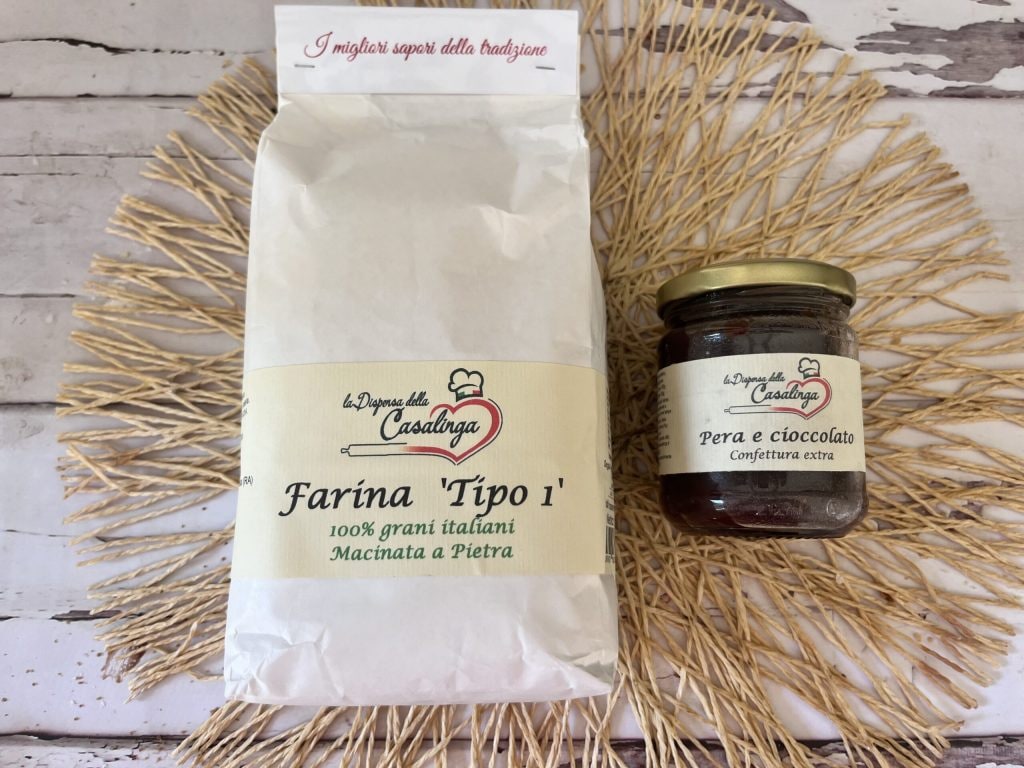 I migliori sapori della tradizione
la Dispensa della
Casalinga
Farina 'Tipo 1'
100% grani italiani
Macinata a Pietra
(RA)
la Dispensa della
Casalinga
Pera e cioccolato
Confettura extra